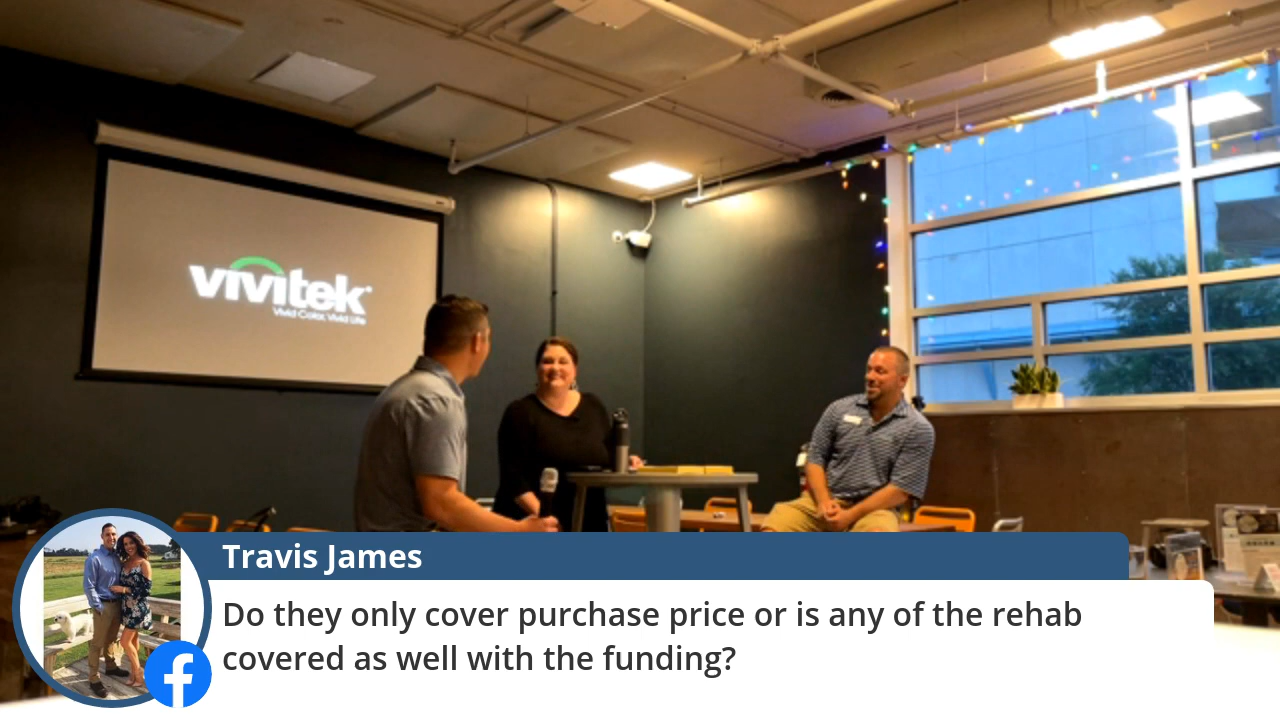 vivitek
Vivid Color, Vivid Life
Travis James
Do they only cover purchase price or is any of the rehab
covered as well with the funding?